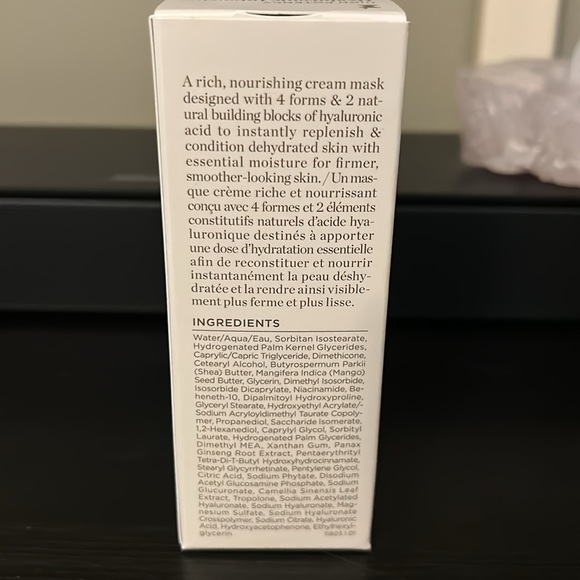 A rich, nourishing cream mask
designed with 4 forms & 2 nat-
ural building blocks of hyaluronic
acid to instantly replenish &
condition dehydrated skin with
essential moisture for firmer,
smoother-looking skin./Un mas-
que crème riche et nourrissant
conçu avec 4 formes et 2 éléments
constitutifs naturels d'acide hya-
luronique destinés à apporter
une dose d'hydratation essentielle
afin de reconstituer et nourrir
instantanément la peau déshy-
dratée et la rendre ainsi visible-
ment plus ferme et plus lisse.
INGREDIENTS
Water/Aqua/Eau, Sorbitan Isostearate,
Hydrogenated Palm Kernel Glycerides,
Caprylic/Capric Triglyceride, Dimethicone,
Cetearyl Alcohol, Butyrospermum Parkii
(Shea) Butter, Mangifera Indica (Mango)
Seed Butter, Glycerin, Dimethyl Isosorbide,
Isosorbide Dicaprylate, Niacinamide, Be-
heneth-10, Dipalmitoyl Hydroxyproline,
Glyceryl Stearate, Hydroxyethyl Acrylate/-
Sodium Acryloyldimethyl Taurate Copoly-
mer, Propanediol, Saccharide Isomerate,
1,2-Hexanediol, Caprylyl Glycol, Sorbityl
Laurate, Hydrogenated Palm Glycerides,
Dimethyl MEA, Xanthan Gum, Panax
Ginseng Root Extract, Pentaerythrityl
Tetra-Di-T-Butyl Hydroxyhydrocinnamate,
Stearyl Glycyrrhetinate, Pentylene Glycol,
Citric Acid, Sodium Phytate, Disodium
Acetyl Glucosamine Phosphate, Sodium
Glucuronate, Camellia Sinensis Leaf
Extract, Tropolone, Sodium Acetylated
Hyaluronate, Sodium Hyaluronate, Mag-
nesium Sulfate, Sodium Hyaluronate
Crosspolymer, Sodium Citrate, Hyaluronic
Acid, Hydroxyacetophenone, Ethylhexyl-
glycerin